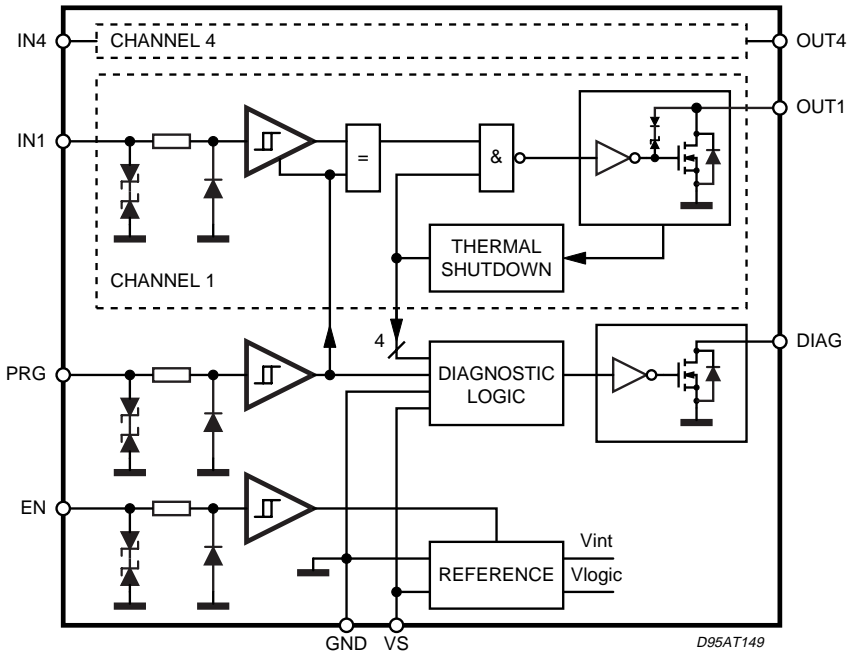 IN4
CHANNEL 4
OUT4
OUT1
IN1
=
&
THERMAL
SHUTDOWN
CHANNEL 1
4
DIAG
PRG
DIAGNOSTIC
LOGIC
EN
Vint
REFERENCE
Vlogic
GND
VS
D95AT149